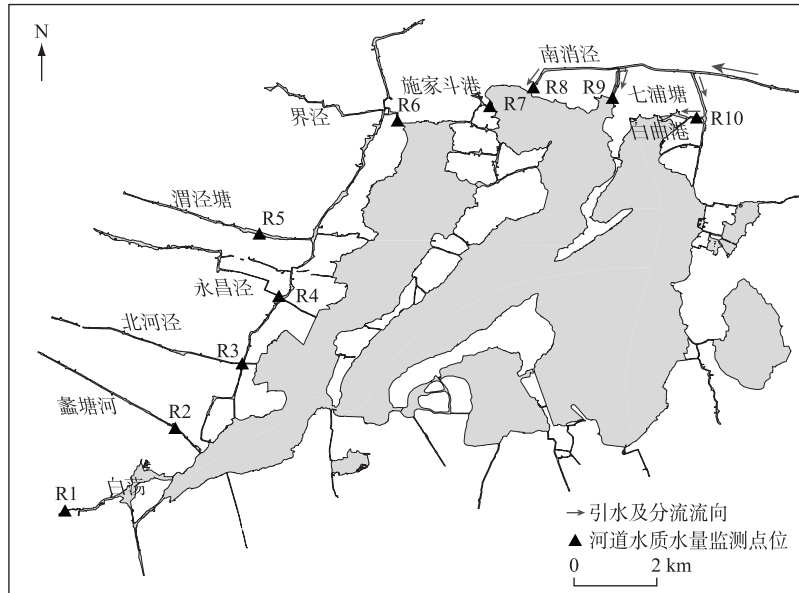 N
南消泾
施家斗港
R8
R9
七浦塘
R7
界泾
R6
白曲港
R10
渭泾塘
R5
永昌泾
R4
北河泾
R3
蠡塘河
R2
白荡
R1
引水及分流流向
河道水质水量监测点位
0 2 km